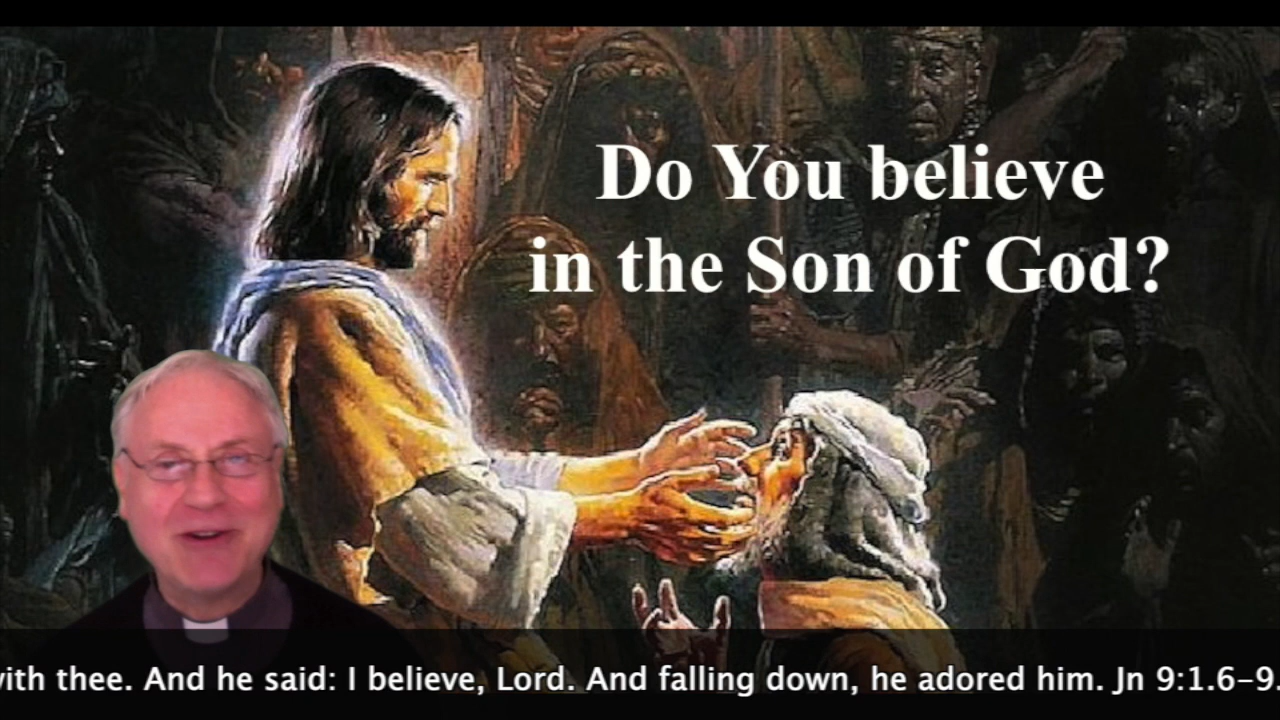 Do You believe
in the Son of God?
with thee. And he said: I believe, Lord. And falling down, he adored him. Jn 9:1.6–9.